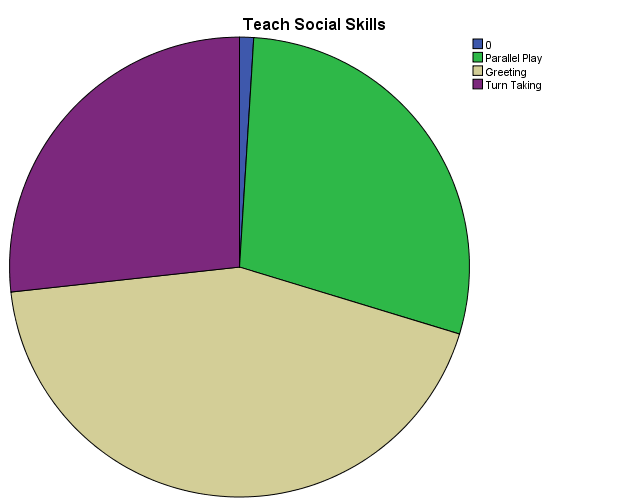 Teach Social Skills
0
Parallel Play
Greeting
Turn Taking